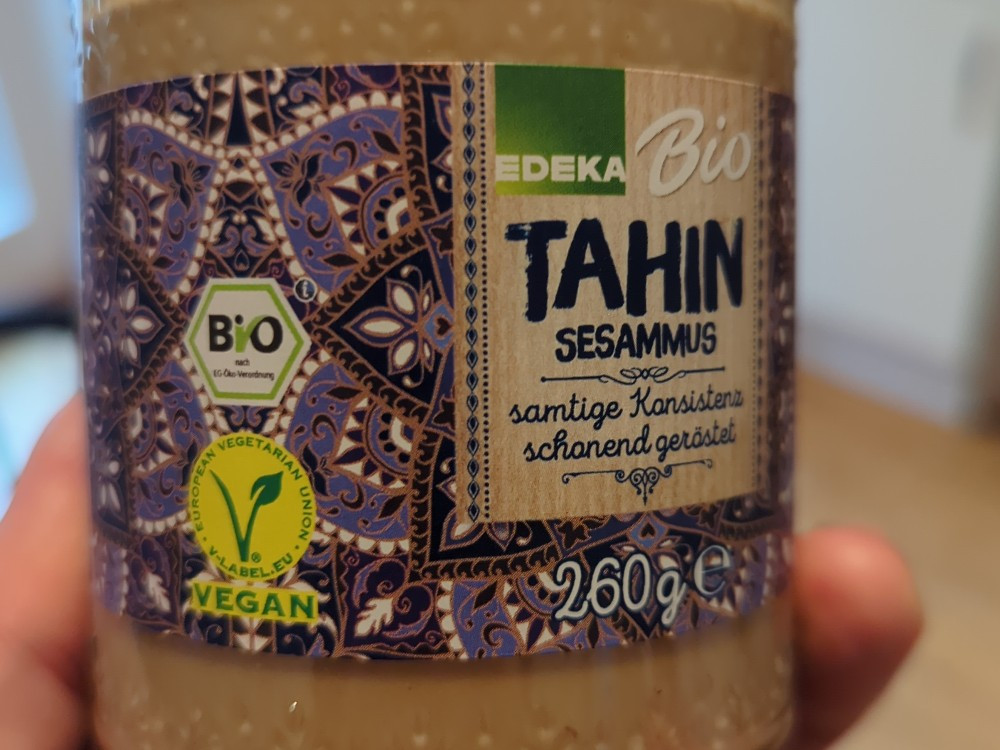 EDEKA Bio
TAHIN
SESAMMUS
samtige Konsistenz
schonend geröstet
260g e
BiO
nach
EG-Öko-Verordnung
EUROPEAN VEGETARIAN UNION
V-LABEL.EU
®
VEGAN